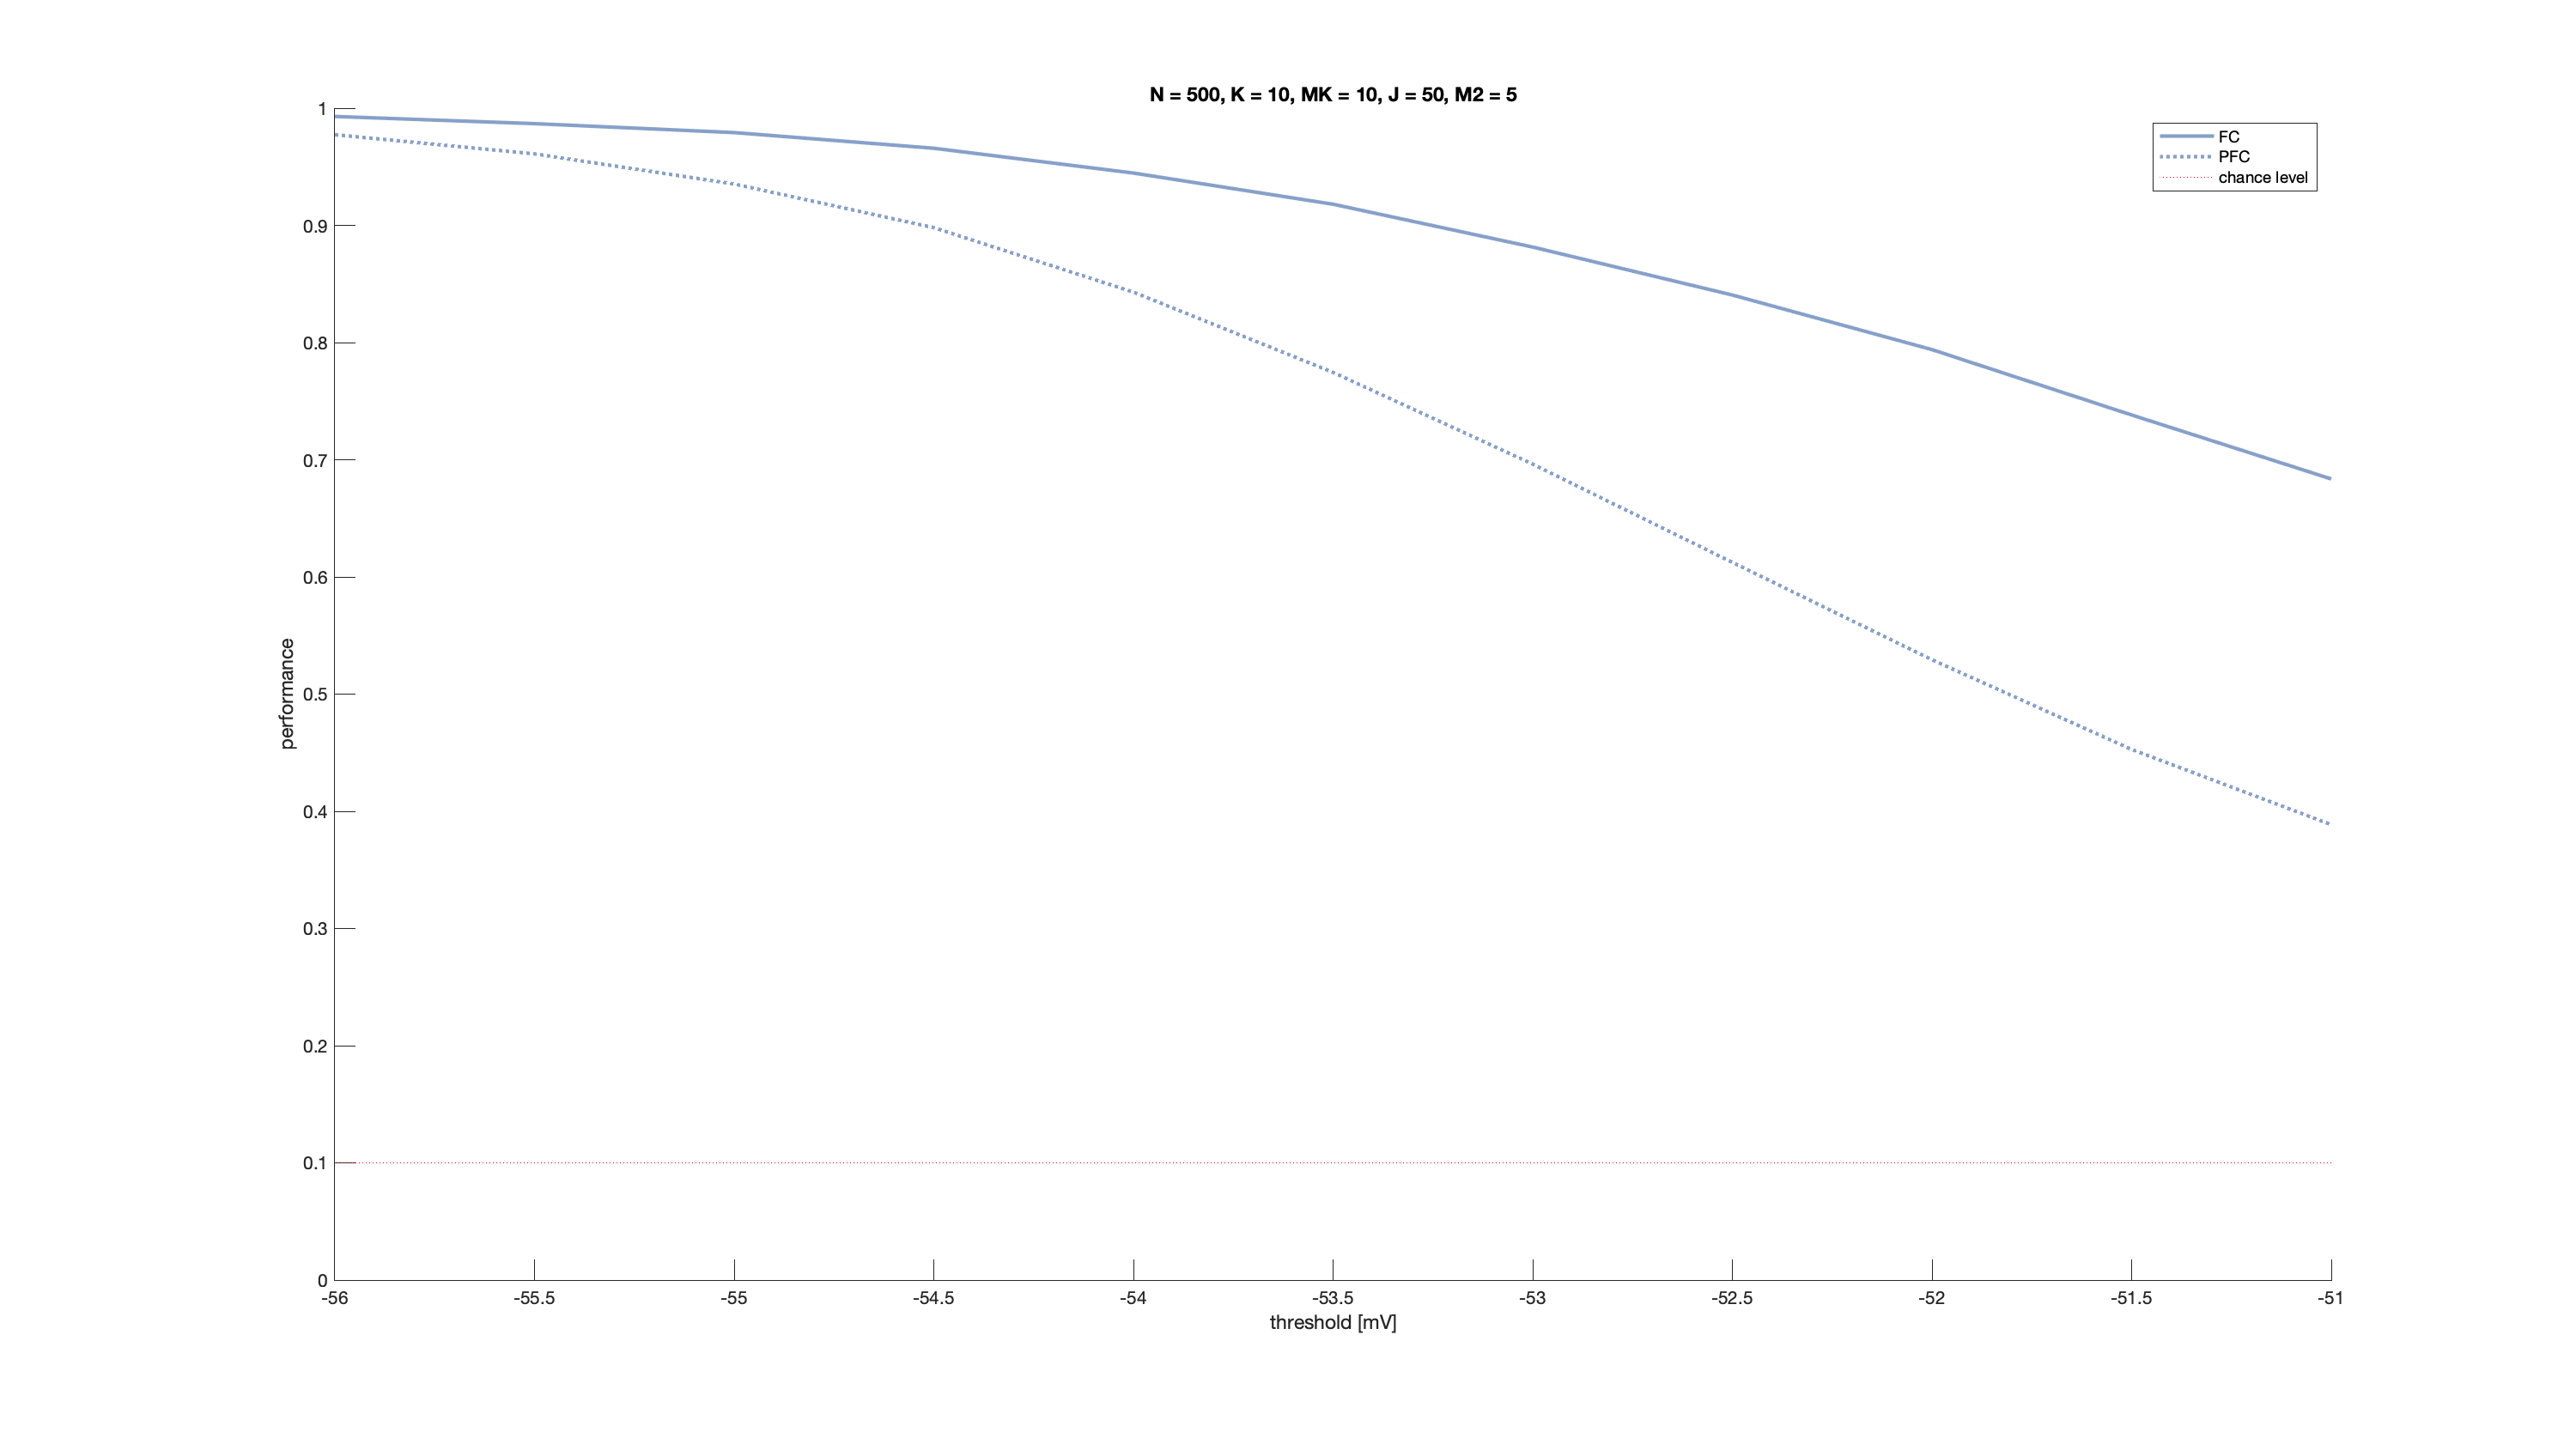 N = 500, K = 10, MK = 10, J = 50, M2 = 5
FC
PFC
chance level
1
0.9
0.8
0.7
0.6
0.5
0.4
0.3
0.2
0.1
0
performance
-56 -55.5 -55 -54.5 -54 -53.5 -53 -52.5 -52 -51.5 -51
threshold [mV]